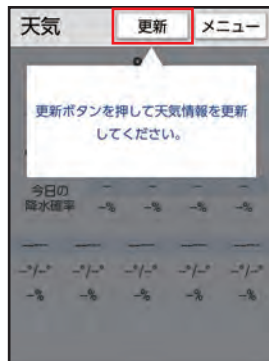 天気 更新 メニュー
更新ボタンを押して天気情報を更新
してください。
今日の
降水確率 -% -% -% -%
-°/-° -°/-° -°/-° -°/-° -°/-°
-% -% -% -% -%